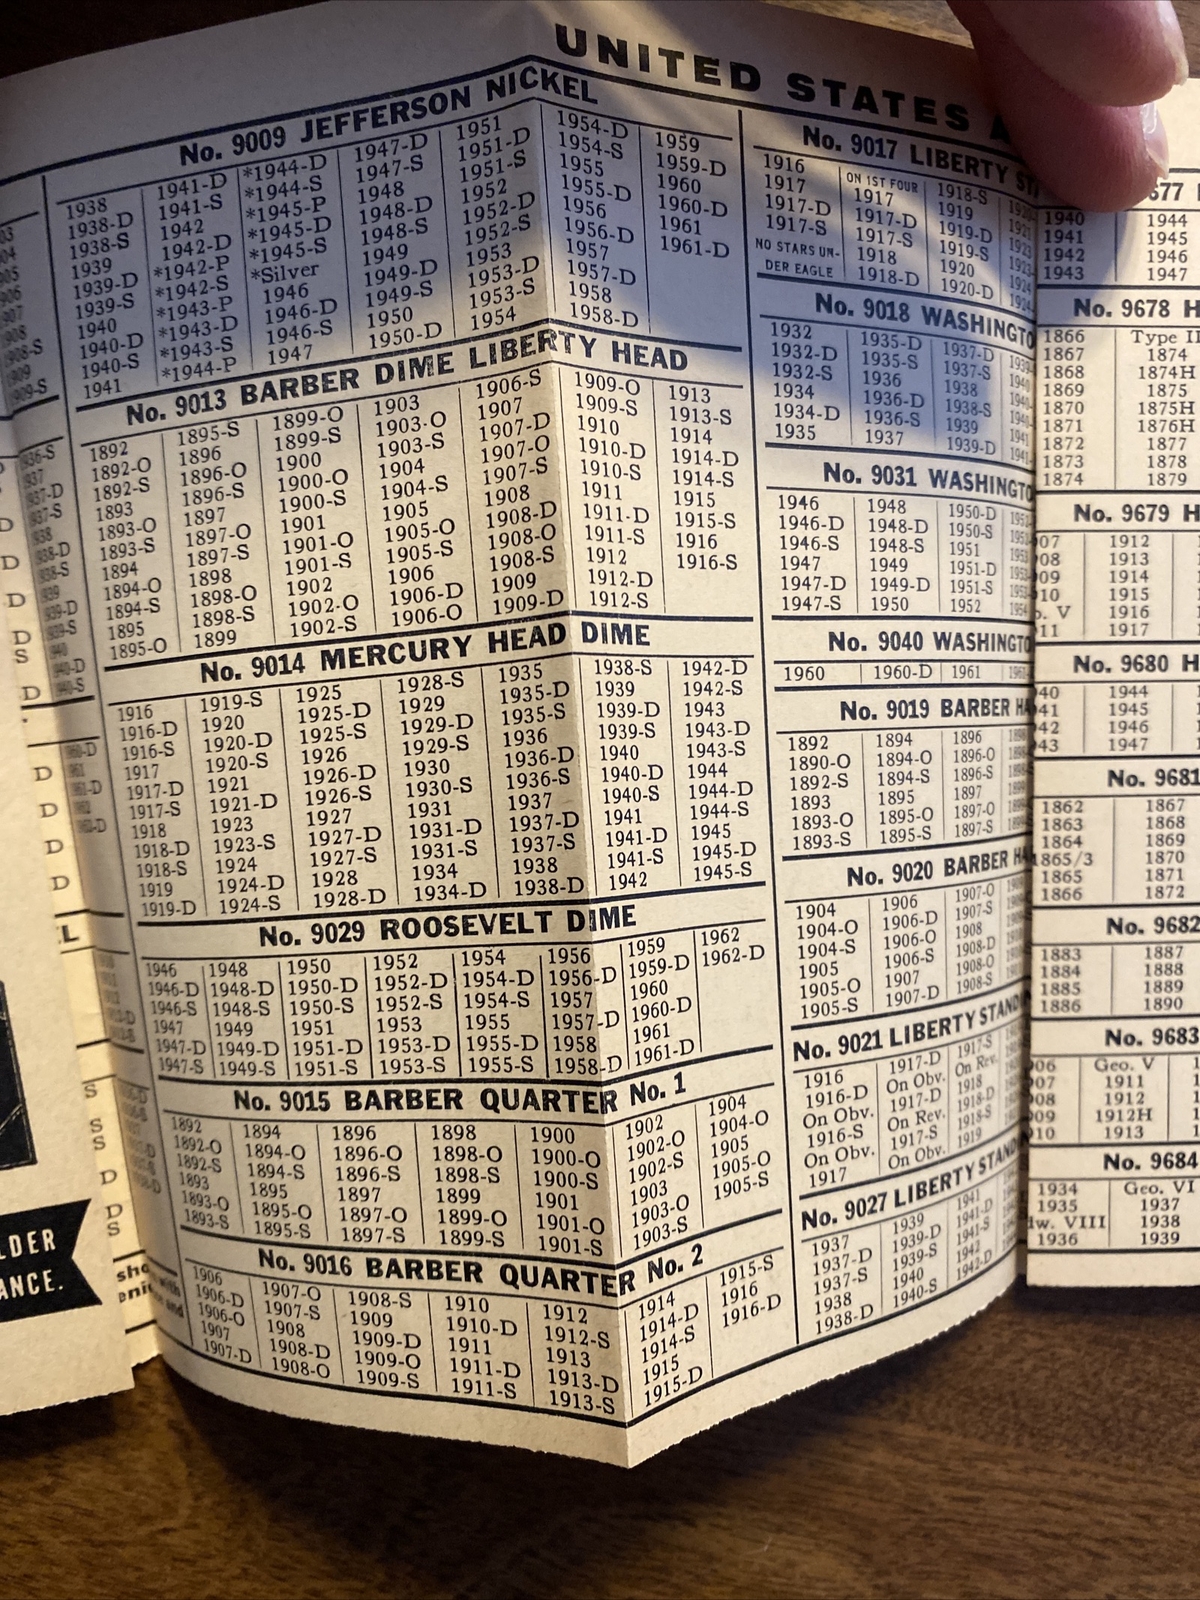 UNITED STATES
No. 9009 JEFFERSON NICKEL
1938
1938-D
1938-S
1939
1939-D
1939-S
1940
1940-D
1940-S
1941
1941-D
1941-S
1942
1942-D
*1942-P
*1942-S
*1943-P
*1943-D
*1943-S
*1944-P
*1944-D
*1944-S
*1945-P
*1945-D
*1945-S
*Silver
1946
1946-D
1946-S
1947
1947-D
1947-S
1948
1948-D
1948-S
1949
1949-D
1949-S
1950
1950-D
1951
1951-D
1951-S
1952
1952-D
1952-S
1953
1953-D
1953-S
1954
1954-D
1954-S
1955
1955-D
1956
1956-D
1957
1957-D
1958
1958-D
1959
1959-D
1960
1960-D
1961
1961-D
No. 9013 BARBER DIME LIBERTY HEAD
1892
1892-O
1892-S
1893
1893-O
1893-S
1894
1894-O
1894-S
1895
1895-O
1895-S
1896
1896-O
1896-S
1897
1897-O
1897-S
1898
1898-O
1898-S
1899
1899-O
1899-S
1900
1900-O
1900-S
1901
1901-O
1901-S
1902
1902-O
1902-S
1903
1903-O
1903-S
1904
1904-S
1905
1905-O
1905-S
1906
1906-D
1906-O
1906-S
1907
1907-D
1907-O
1907-S
1908
1908-D
1908-O
1908-S
1909
1909-D
1909-O
1909-S
1910
1910-D
1910-S
1911
1911-D
1911-S
1912
1912-D
1912-S
1913
1913-S
1914
1914-D
1914-S
1915
1915-S
1916
1916-S
No. 9014 MERCURY HEAD DIME
1916
1916-D
1916-S
1917
1917-D
1917-S
1918
1918-D
1918-S
1919
1919-D
1919-S
1920
1920-D
1920-S
1921
1921-D
1923
1923-S
1924
1924-D
1924-S
1925
1925-D
1925-S
1926
1926-D
1926-S
1927
1927-D
1927-S
1928
1928-D
1928-S
1929
1929-D
1929-S
1930
1930-S
1931
1931-D
1931-S
1934
1934-D
1935
1935-D
1935-S
1936
1936-D
1936-S
1937
1937-D
1937-S
1938
1938-D
1938-S
1939
1939-D
1939-S
1940
1940-D
1940-S
1941
1941-D
1941-S
1942
1942-D
1942-S
1943
1943-D
1943-S
1944
1944-D
1944-S
1945
1945-D
1945-S
No. 9029 ROOSEVELT DIME
1946
1946-D
1946-S
1947
1947-D
1947-S
1948
1948-D
1948-S
1949
1949-D
1949-S
1950
1950-D
1950-S
1951
1951-D
1951-S
1952
1952-D
1952-S
1953
1953-D
1953-S
1954
1954-D
1954-S
1955
1955-D
1955-S
1956
1956-D
1957
1957-D
1958
1958-D
1959
1959-D
1960
1960-D
1961
1961-D
1962
1962-D
No. 9015 BARBER QUARTER No. 1
1892
1892-O
1892-S
1893
1893-O
1893-S
1894
1894-O
1894-S
1895
1895-O
1895-S
1896
1896-O
1896-S
1897
1897-O
1897-S
1898
1898-O
1898-S
1899
1899-O
1899-S
1900
1900-O
1900-S
1901
1901-O
1901-S
1902
1902-O
1902-S
1903
1903-O
1903-S
1904
1904-O
1905
1905-O
1905-S
No. 9016 BARBER QUARTER No. 2
1906
1906-D
1906-O
1907
1907-D
1907-O
1907-S
1908
1908-D
1908-O
1908-S
1909
1909-D
1909-O
1909-S
1910
1910-D
1911
1911-D
1911-S
1912
1912-S
1913
1913-D
1913-S
1914
1914-D
1914-S
1915
1915-D
1915-S
1916
1916-D
No. 9017 LIBERTY
1916
1917
1917-D
1917-S
NO STARS UN-
DER EAGLE
ON 1ST FOUR
1917
1917-D
1917-S
1918
1918-D
1918-S
1919
1919-D
1919-S
1920
1920-D
No. 9018 WASHINGTO
1932
1932-D
1932-S
1934
1934-D
1935
1935-D
1935-S
1936
1936-D
1936-S
1937
1937-D
1937-S
1938
1938-S
1939
1939-D
No. 9031 WASHINGTO
1946
1946-D
1946-S
1947
1947-D
1947-S
1948
1948-D
1948-S
1949
1949-D
1950
1950-D
1950-S
1951
1951-D
1951-S
1952
No. 9040 WASHINGTO
1960
1960-D
1961
No. 9019 BARBER HA
1892
1890-O
1892-S
1893
1893-O
1893-S
1894
1894-O
1894-S
1895
1895-O
1895-S
1896
1896-O
1896-S
1897
1897-O
1897-S
No. 9020 BARBER HA
1904
1904-O
1904-S
1905
1905-O
1905-S
1906
1906-D
1906-O
1906-S
1907
1907-D
1907-O
1907-S
1908
1908-D
1908-O
1908-S
No. 9021 LIBERTY STAND
1916
1916-D
On Obv.
1916-S
On Obv.
1917
1917-D
On Obv.
1917-D
On Rev.
1917-S
On Obv.
1917-S
On Rev.
1918
1918-D
1918-S
1919
No. 9027 LIBERTY STAND
1937
1937-D
1937-S
1938
1938-D
1939
1939-D
1939-S
1940
1940-S
1941
1941-D
1941-S
1942
1942-D
677
1940
1941
1942
1943
1944
1945
1946
1947
No. 9678 H
1866
1867
1868
1869
1870
1871
1872
1873
1874
Type II
1874
1874H
1875
1875H
1876H
1877
1878
1879
No. 9679 H
07
08
09
10
V
11
1912
1913
1914
1915
1916
1917
No. 9680 H
40
41
42
43
1944
1945
1946
1947
No. 9681
1862
1863
1864
1865/3
1865
1866
1867
1868
1869
1870
1871
1872
No. 9682
1883
1884
1885
1886
1887
1888
1889
1890
No. 9683
06
07
08
09
10
Geo. V
1911
1912
1912H
1913
No. 9684
1934
1935
dw. VIII
1936
Geo. VI
1937
1938
1939
LDER
ANCE.